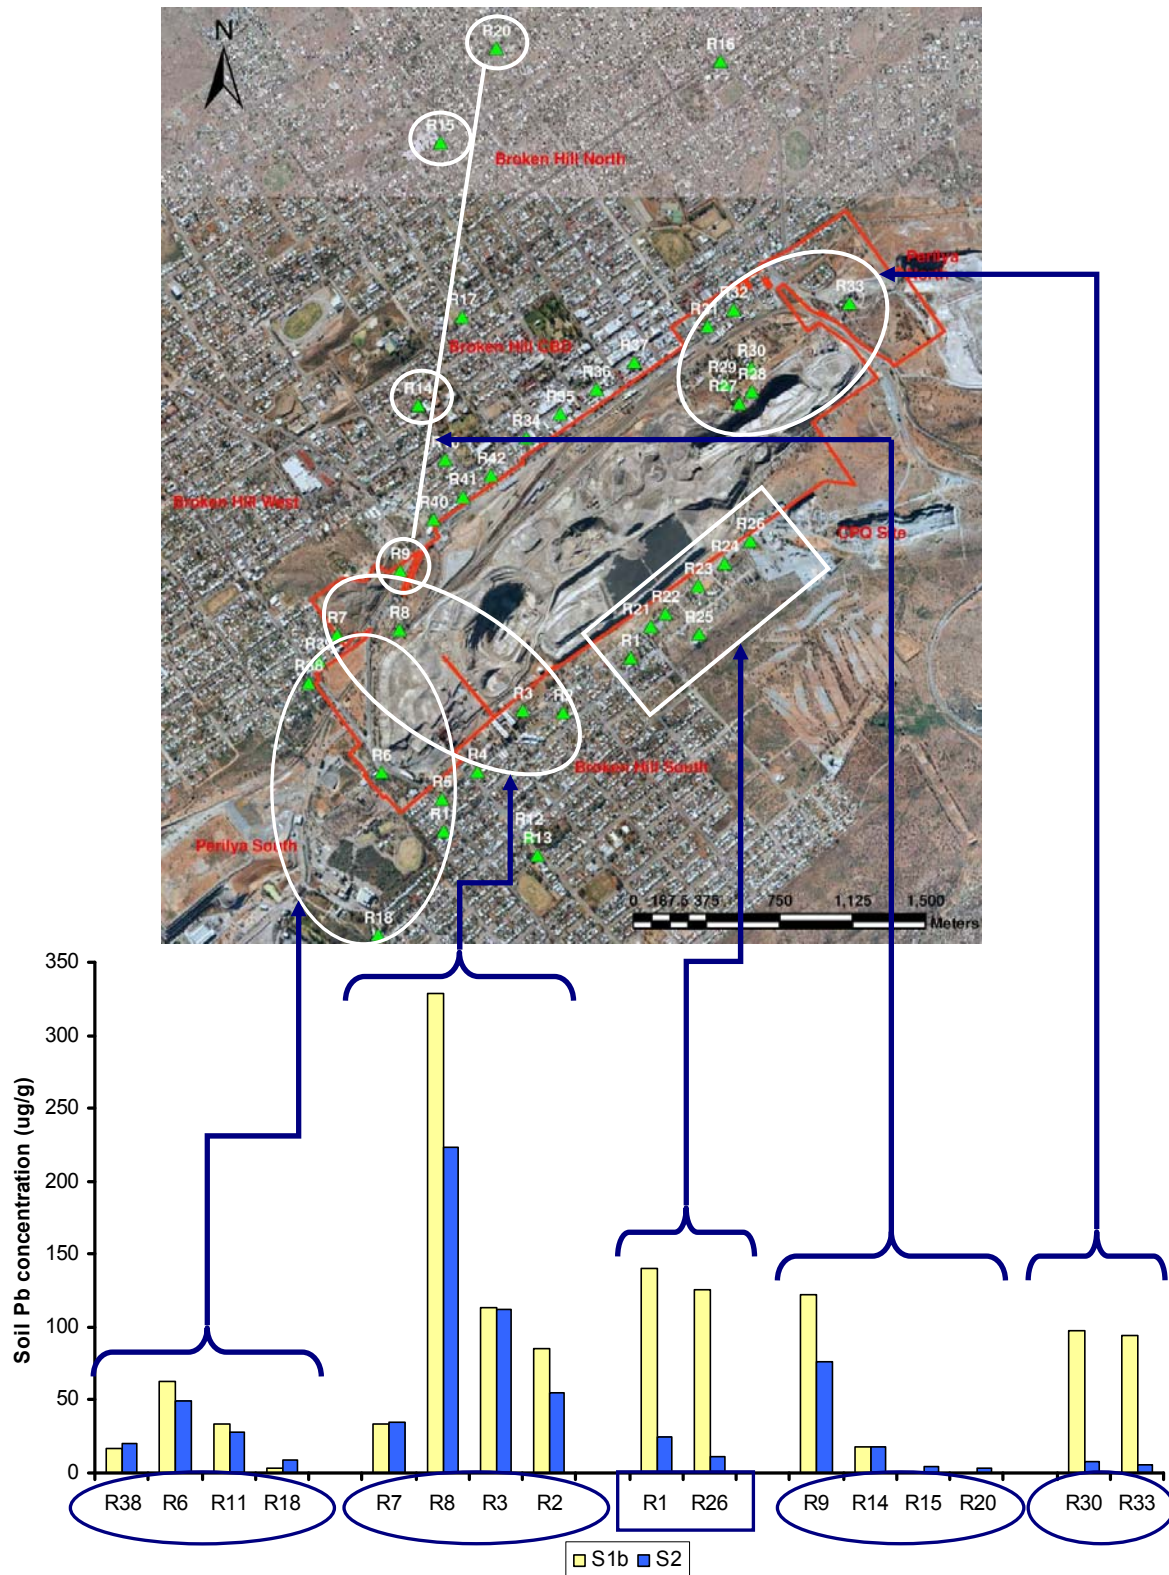 N
R20
R16
R15
Broken Hill North
Perilya
North
R33
R32
R31
R17
Broken Hill CBD
R37
R30
R29
R28
R27
R36
R14
R35
R34
R42
R41
Broken Hill West
R40
R26
CPQ Site
R24
R9
R23
R22
R21
R25
R8
R7
R1
R38
R3
R2
R4
R6
Broken Hill South
R5
R12
R13
Perilya South
R18
0 187.5 375 750 1,125 1,500
Meters
Soil Pb concentration (ug/g)
350
300
250
200
150
100
50
0
R38 R6 R11 R18 R7 R8 R3 R2 R1 R26 R9 R14 R15 R20 R30 R33
S1b S2